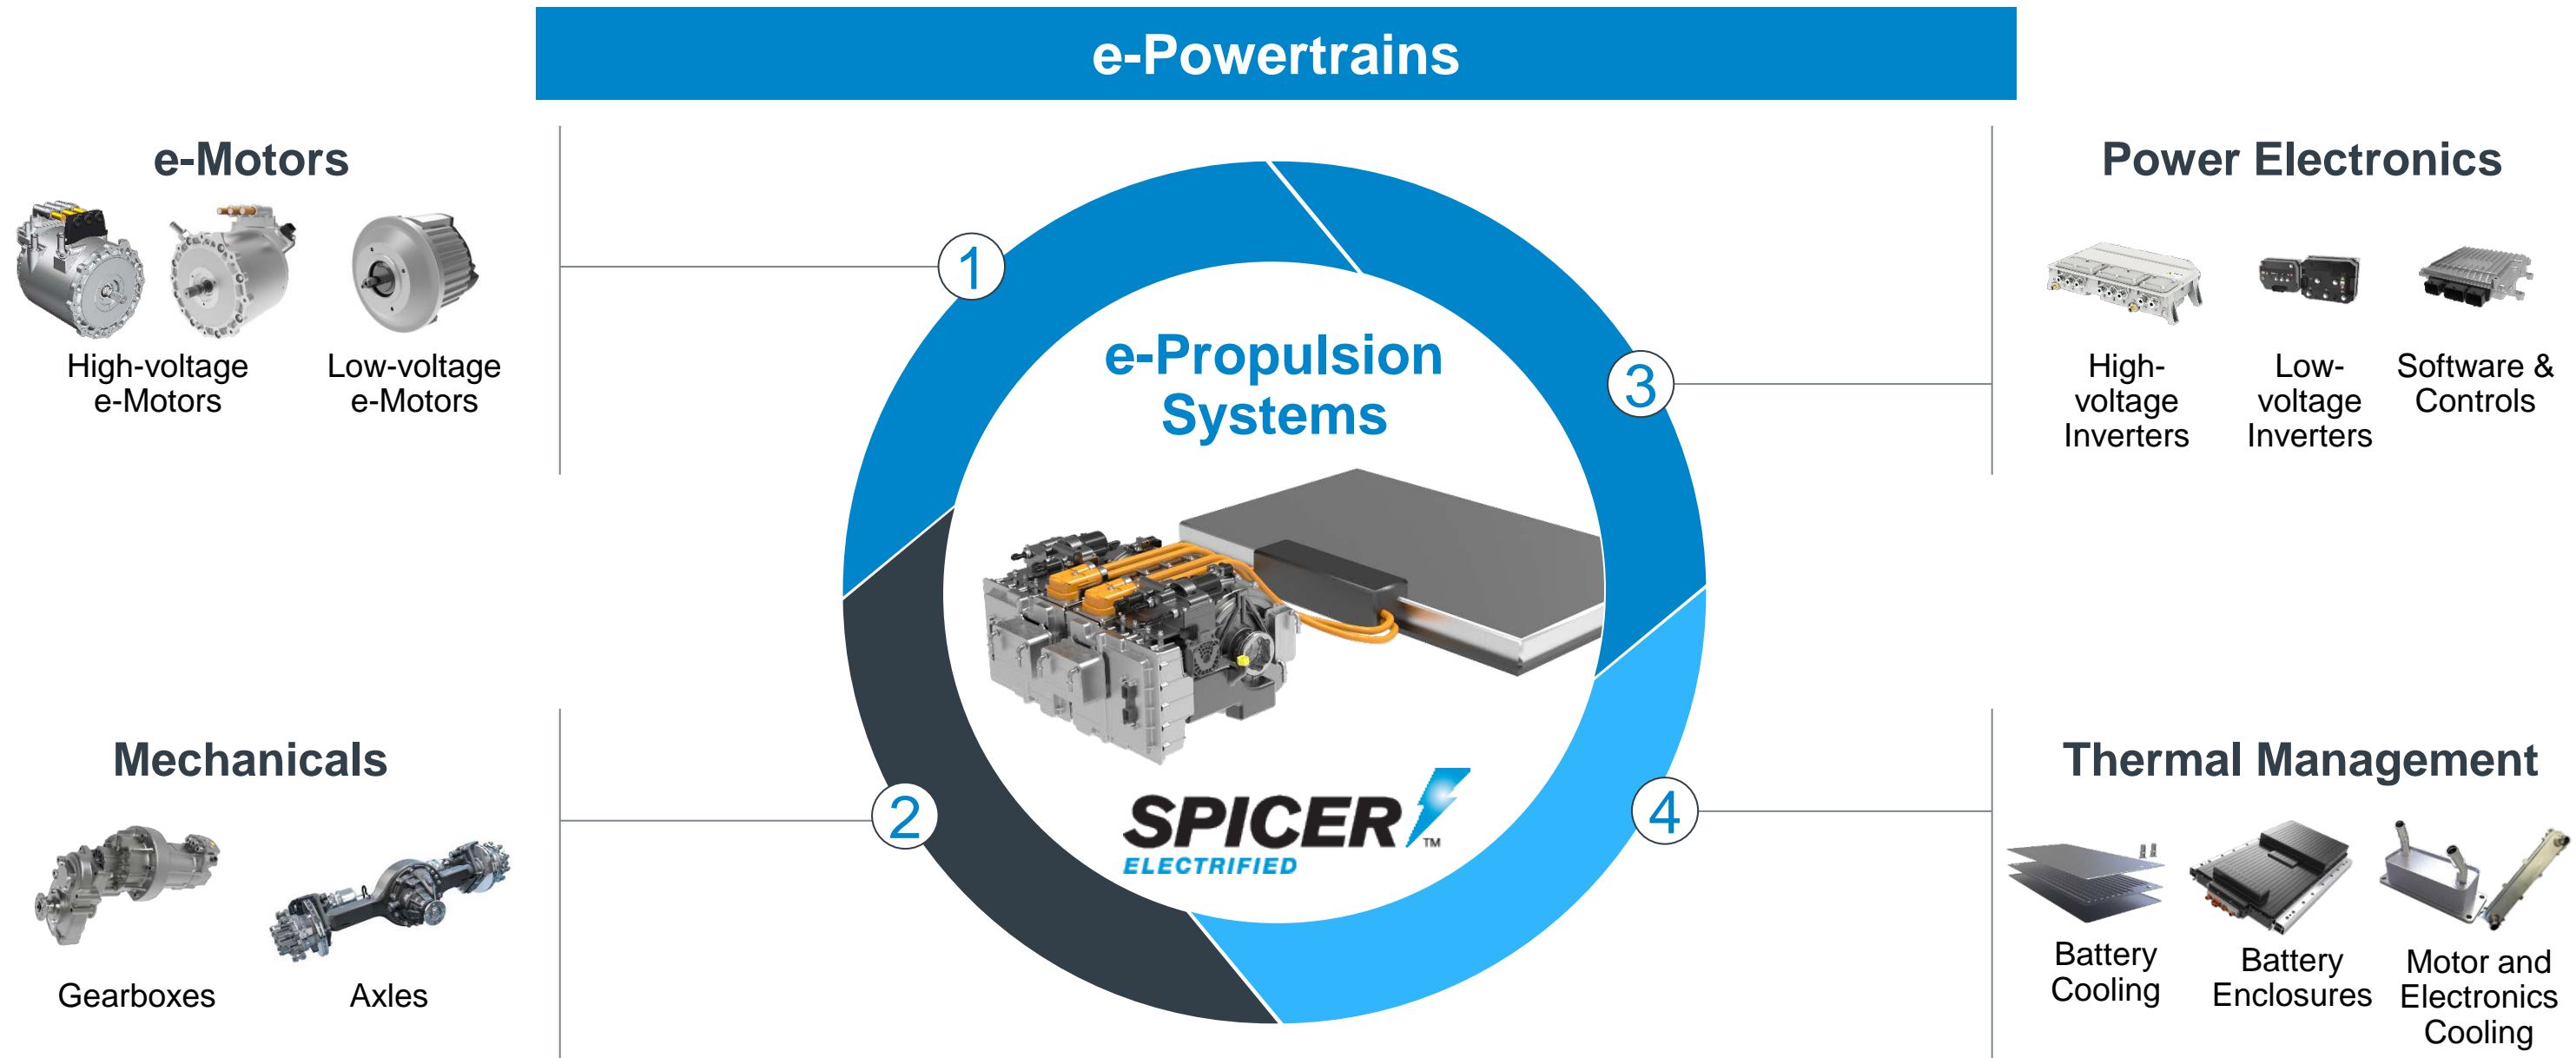 e-Powertrains
e-Motors
High-voltage
e-Motors
Low-voltage
e-Motors
1
Mechanicals
Gearboxes
Axles
2
e-Propulsion
Systems
SPICER
™
ELECTRIFIED
Power Electronics
High-
voltage
Inverters
Low-
voltage
Inverters
Software &
Controls
3
Thermal Management
Battery
Cooling
Battery
Enclosures
Motor and
Electronics
Cooling
4